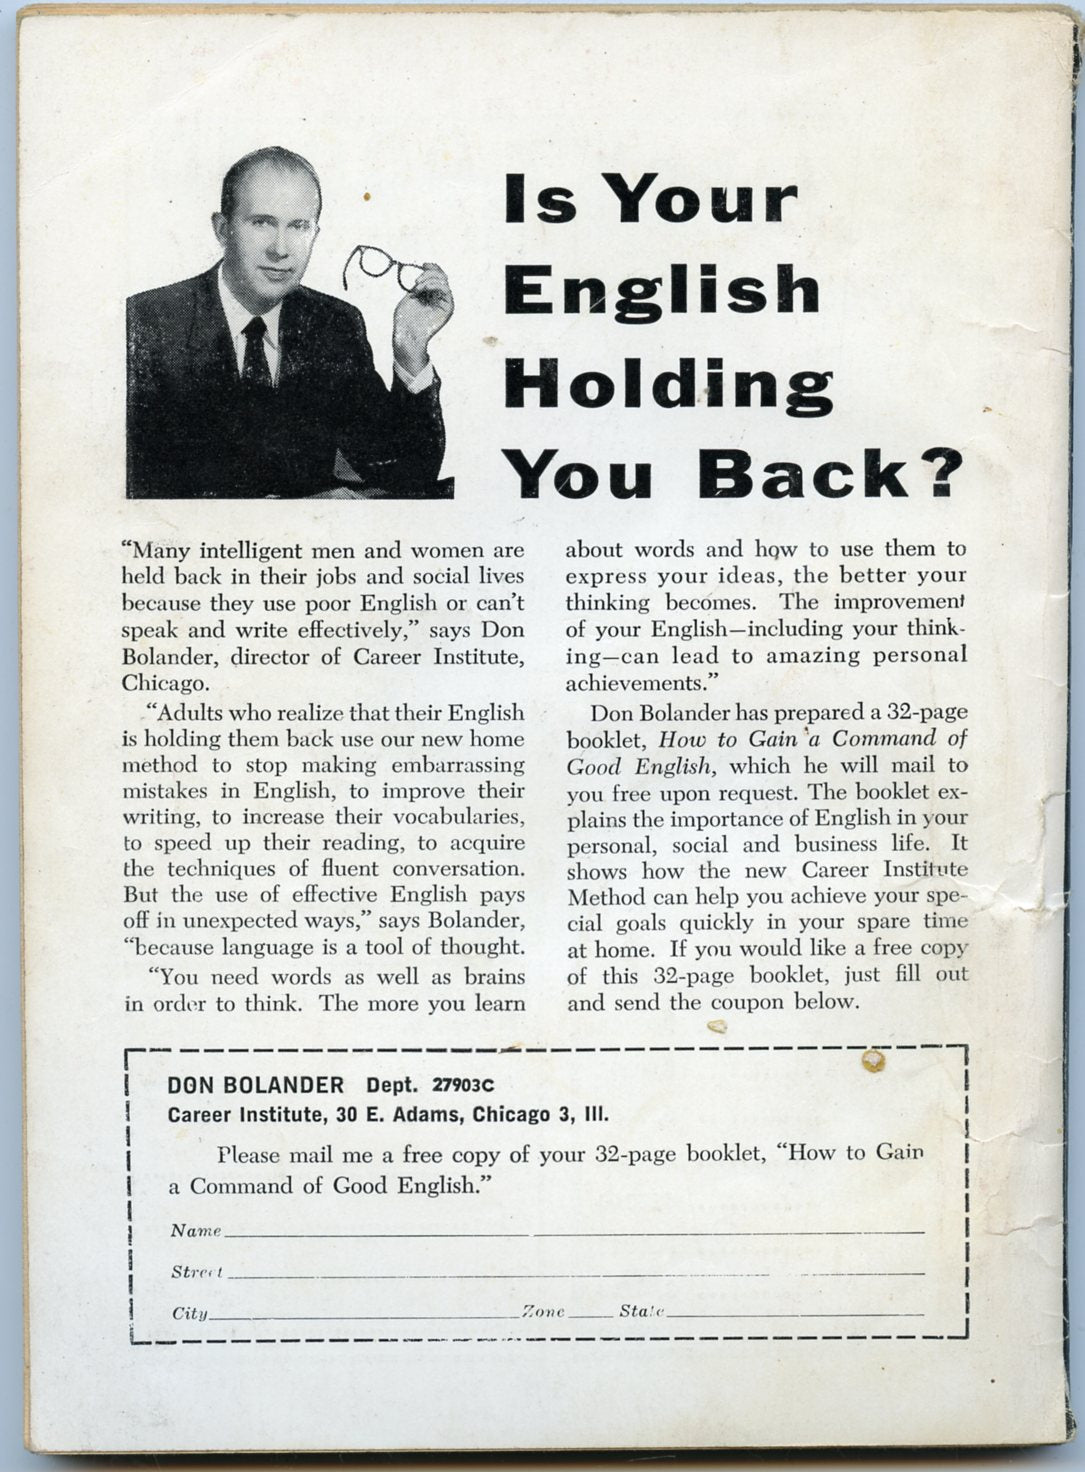 Is Your
English
Holding
You Back?
“Many intelligent men and women are
held back in their jobs and social lives
because they use poor English or can’t
speak and write effectively,” says Don
Bolander, director of Career Institute,
Chicago.
“Adults who realize that their English
is holding them back use our new home
method to stop making embarrassing
mistakes in English, to improve their
writing, to increase their vocabularies,
to speed up their reading, to acquire
the techniques of fluent conversation.
But the use of effective English pays
off in unexpected ways,” says Bolander,
“because language is a tool of thought.
“You need words as well as brains
in order to think. The more you learn
about words and how to use them to
express your ideas, the better your
thinking becomes. The improvement
of your English—including your think-
ing—can lead to amazing personal
achievements.”
Don Bolander has prepared a 32-page
booklet, How to Gain a Command of
Good English, which he will mail to
you free upon request. The booklet ex-
plains the importance of English in your
personal, social and business life. It
shows how the new Career Institute
Method can help you achieve your spe-
cial goals quickly in your spare time
at home. If you would like a free copy
of this 32-page booklet, just fill out
and send the coupon below.
DON BOLANDER Dept. 27903C
Career Institute, 30 E. Adams, Chicago 3, Ill.
Please mail me a free copy of your 32-page booklet, “How to Gain
a Command of Good English.”
Name
Street
City Zone State